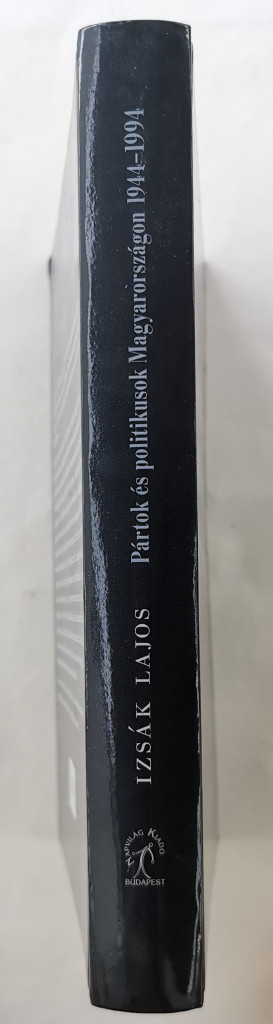 IZSÁK LAJOS
Pártok és politikusok Magyarországon 1944–1994
NAPVILÁG KIADÓ
BUDAPEST